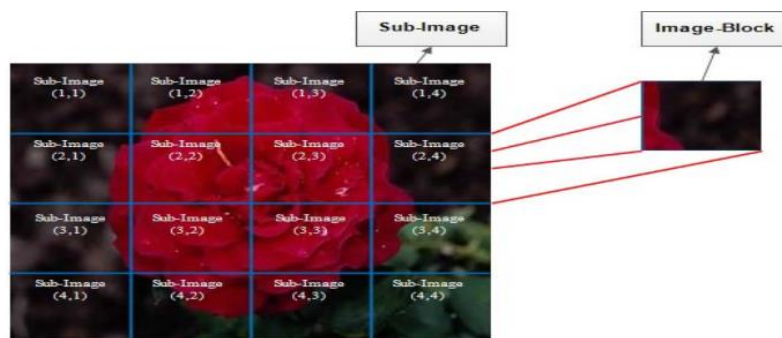 Sub-Image
Image-Block
Sub-Image Sub-Image Sub-Image Sub-Image
(1,1) (1,2) (1,3) (1,4)
Sub-Image Sub-Image Sub-Image Sub-Image
(2,1) (2,2) (2,3) (2,4)
Sub-Image Sub-Image Sub-Image Sub-Image
(3,1) (3,2) (3,3) (3,4)
Sub-Image Sub-Image Sub-Image Sub-Image
(4,1) (4,2) (4,3) (4,4)